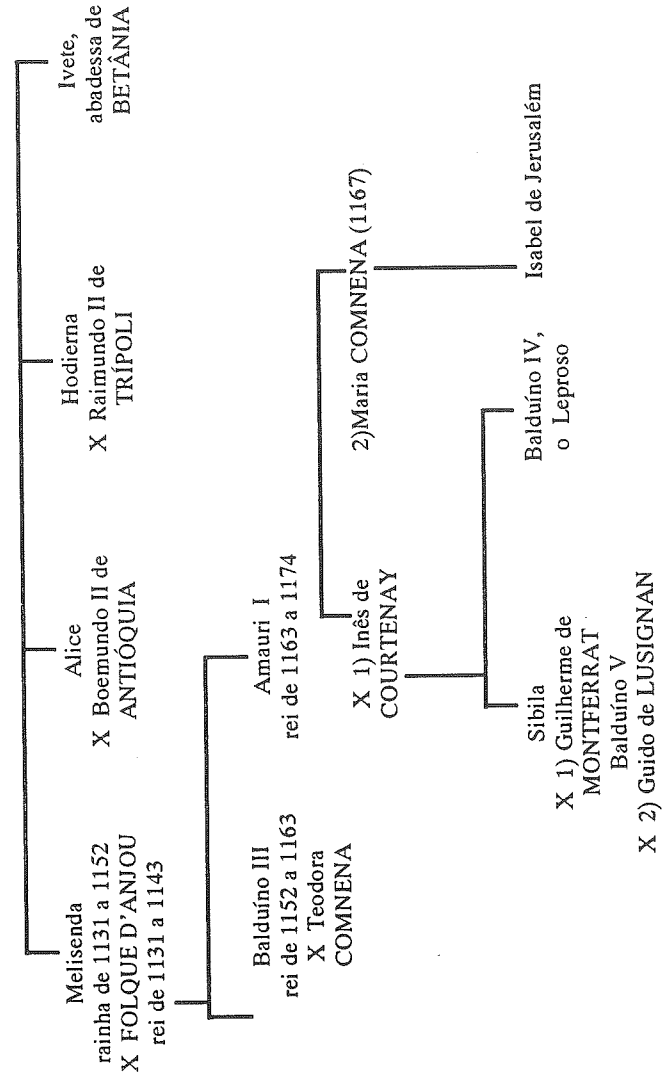 Melisenda
rainha de 1131 a 1152
X FOLQUE D'ANJOU
rei de 1131 a 1143
Alice
X Boemundo II de
ANTIÓQUIA
Hodierna
X Raimundo II de
TRÍPOLI
Ivete,
abadessa de
BETÂNIA
Balduíno III
rei de 1152 a 1163
X Teodora
COMNENA
Amauri I
rei de 1163 a 1174
X 1) Inês de
COURTENAY
2)Maria COMNENA (1167)
Sibila
X 1) Guilherme de
MONTFERRAT
Balduíno V
X 2) Guido de LUSIGNAN
Balduíno IV,
o Leproso
Isabel de Jerusalém